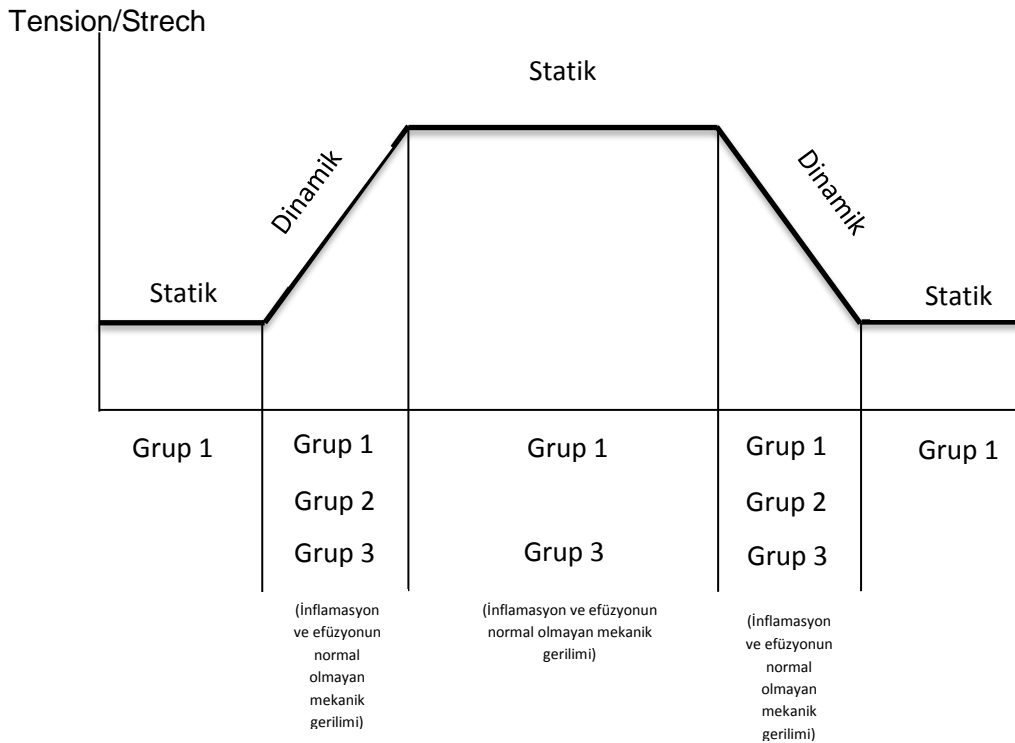 Tension/Strech
Statik
Dinamik
Dinamik
Statik
Statik
Grup 1
Grup 1
Grup 2
Grup 3
(İnflamasyon
ve efüzyonun
normal
olmayan
mekanik
gerilimi)
Grup 1
Grup 3
(İnflamasyon ve efüzyonun
normal olmayan mekanik
gerilimi)
Grup 1
Grup 2
Grup 3
(İnflamasyon
ve efüzyonun
normal
olmayan
mekanik
gerilimi)
Grup 1